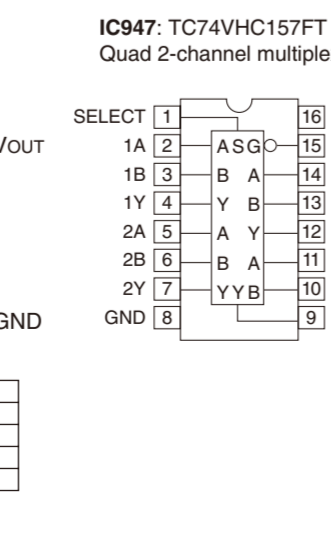 IC947: TC74VHC157FT
Quad 2-channel multiple
SELECT 1 16
VOUT
1A 2 A S G 15
1B 3 B A 14
1Y 4 Y B 13
2A 5 A Y 12
2B 6 B A 11
2Y 7 Y Y B 10
GND
GND 8 9